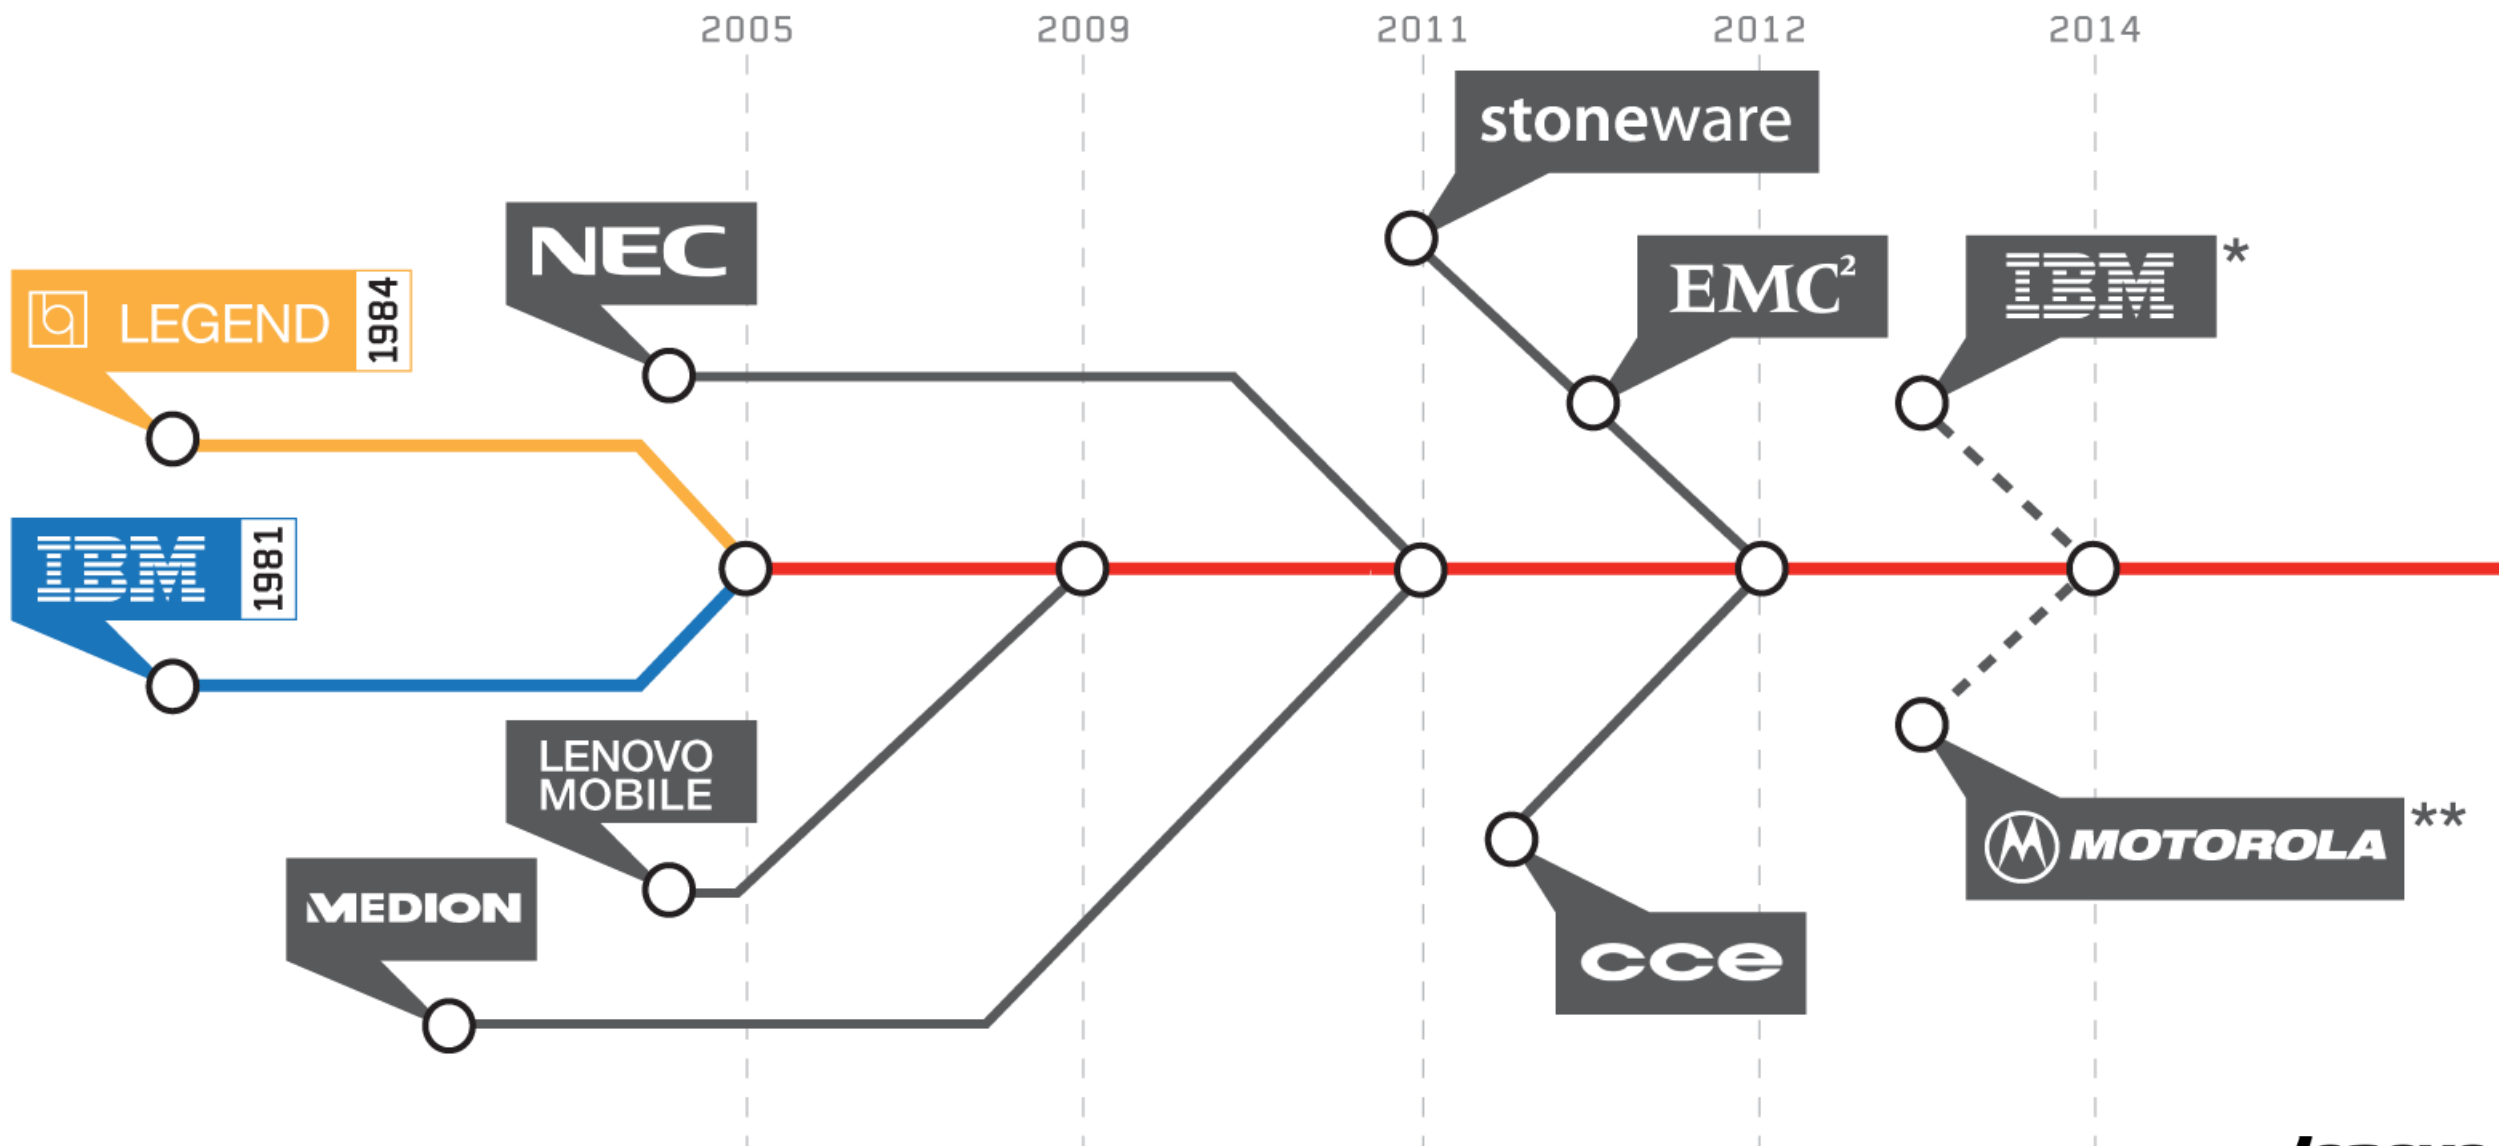 2005 2009 2011 2012 2014
stoneware
NEC
EMC²
IBM *
LEGEND 1984
IBM 1981
LENOVO
MOBILE
MOTOROLA **
MEDION
cce